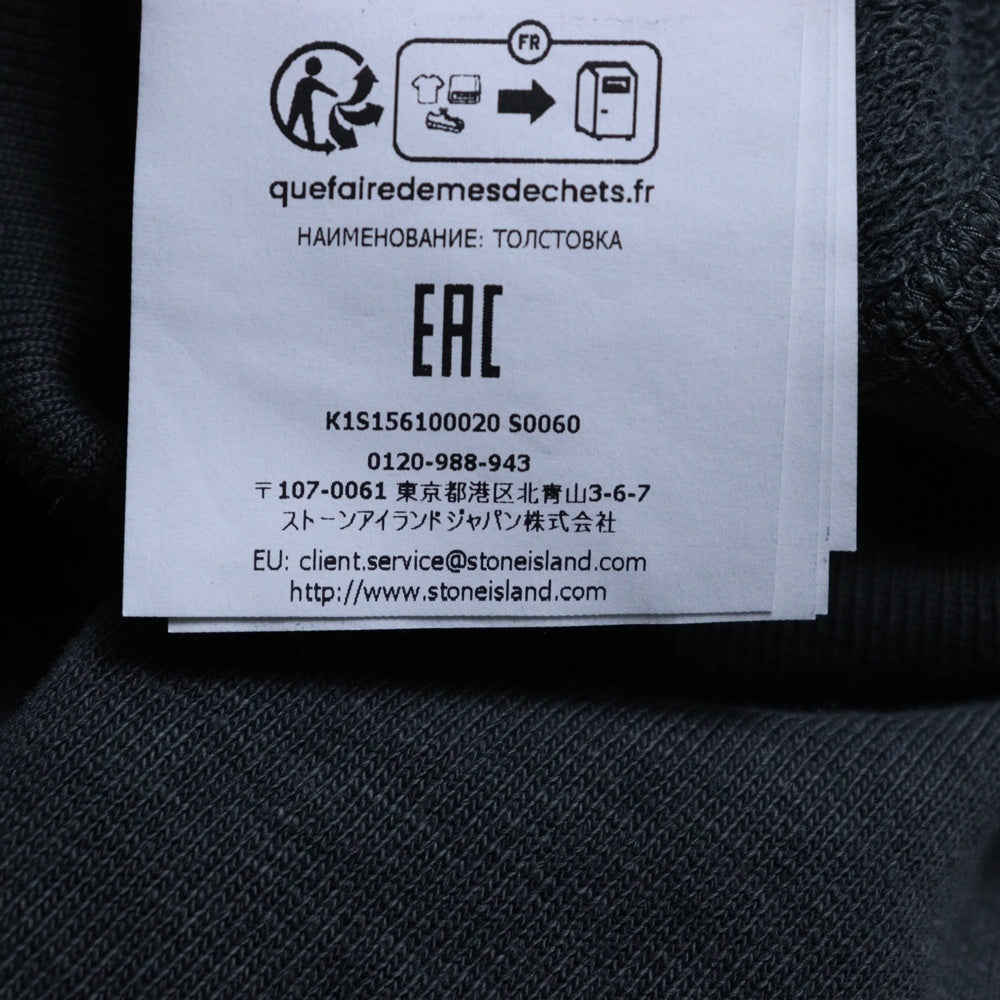 FR
quefairedemesdechets.fr
НАИМЕНОВАНИЕ: ТОЛСТОВКА
EAC
K1S156100020 S0060
0120-988-943
〒107-0061 東京都港区北青山3-6-7
ストーンアイランドジャパン株式会社
EU: client.service@stoneisland.com
http://www.stoneisland.com